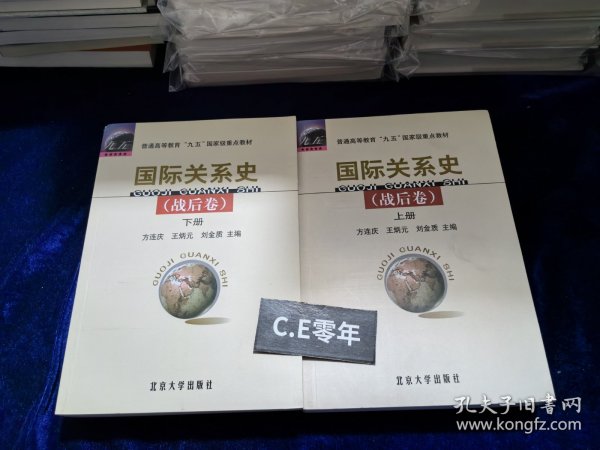 九五
普通高等教育“九五”国家级重点教材
国际关系史
GUOJI GUANXI SHI
(战后卷)
下册
方连庆 王炳元 刘金质 主编
GUOJI GUANXI SHI
北京大学出版社
九五
普通高等教育“九五”国家级重点教材
国际关系史
GUOJI GUANXI SHI
(战后卷)
上册
方连庆 王炳元 刘金质 主编
GUOJI GUANXI SHI
北京大学出版社
C.E零年
孔夫子旧书网
www.kongfz.com